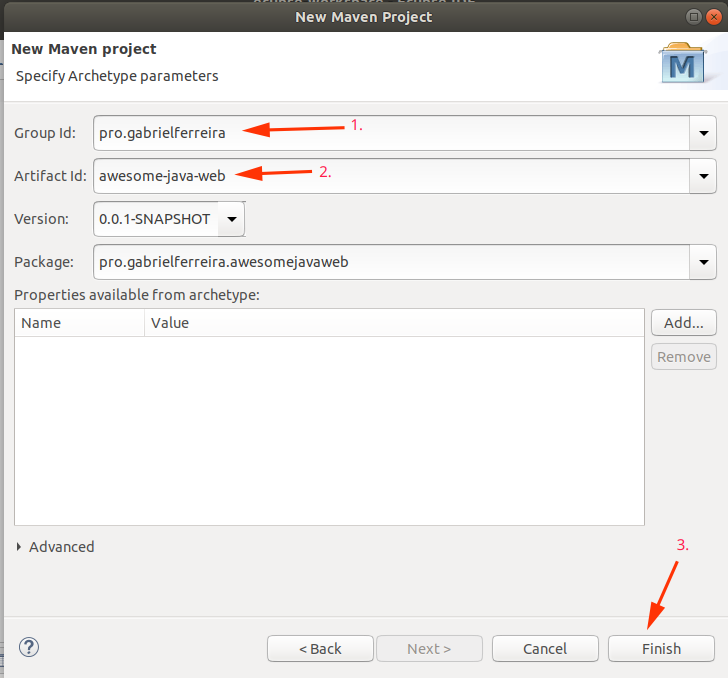 New Maven Project
New Maven project
Specify Archetype parameters
M
Group Id: pro.gabrielferreira 1.
Artifact Id: awesome-java-web 2.
Version: 0.0.1-SNAPSHOT
Package: pro.gabrielferreira.awesomejavaweb
Properties available from archetype:
Name Value Add...
Remove
Advanced
3.
? < Back Next > Cancel Finish